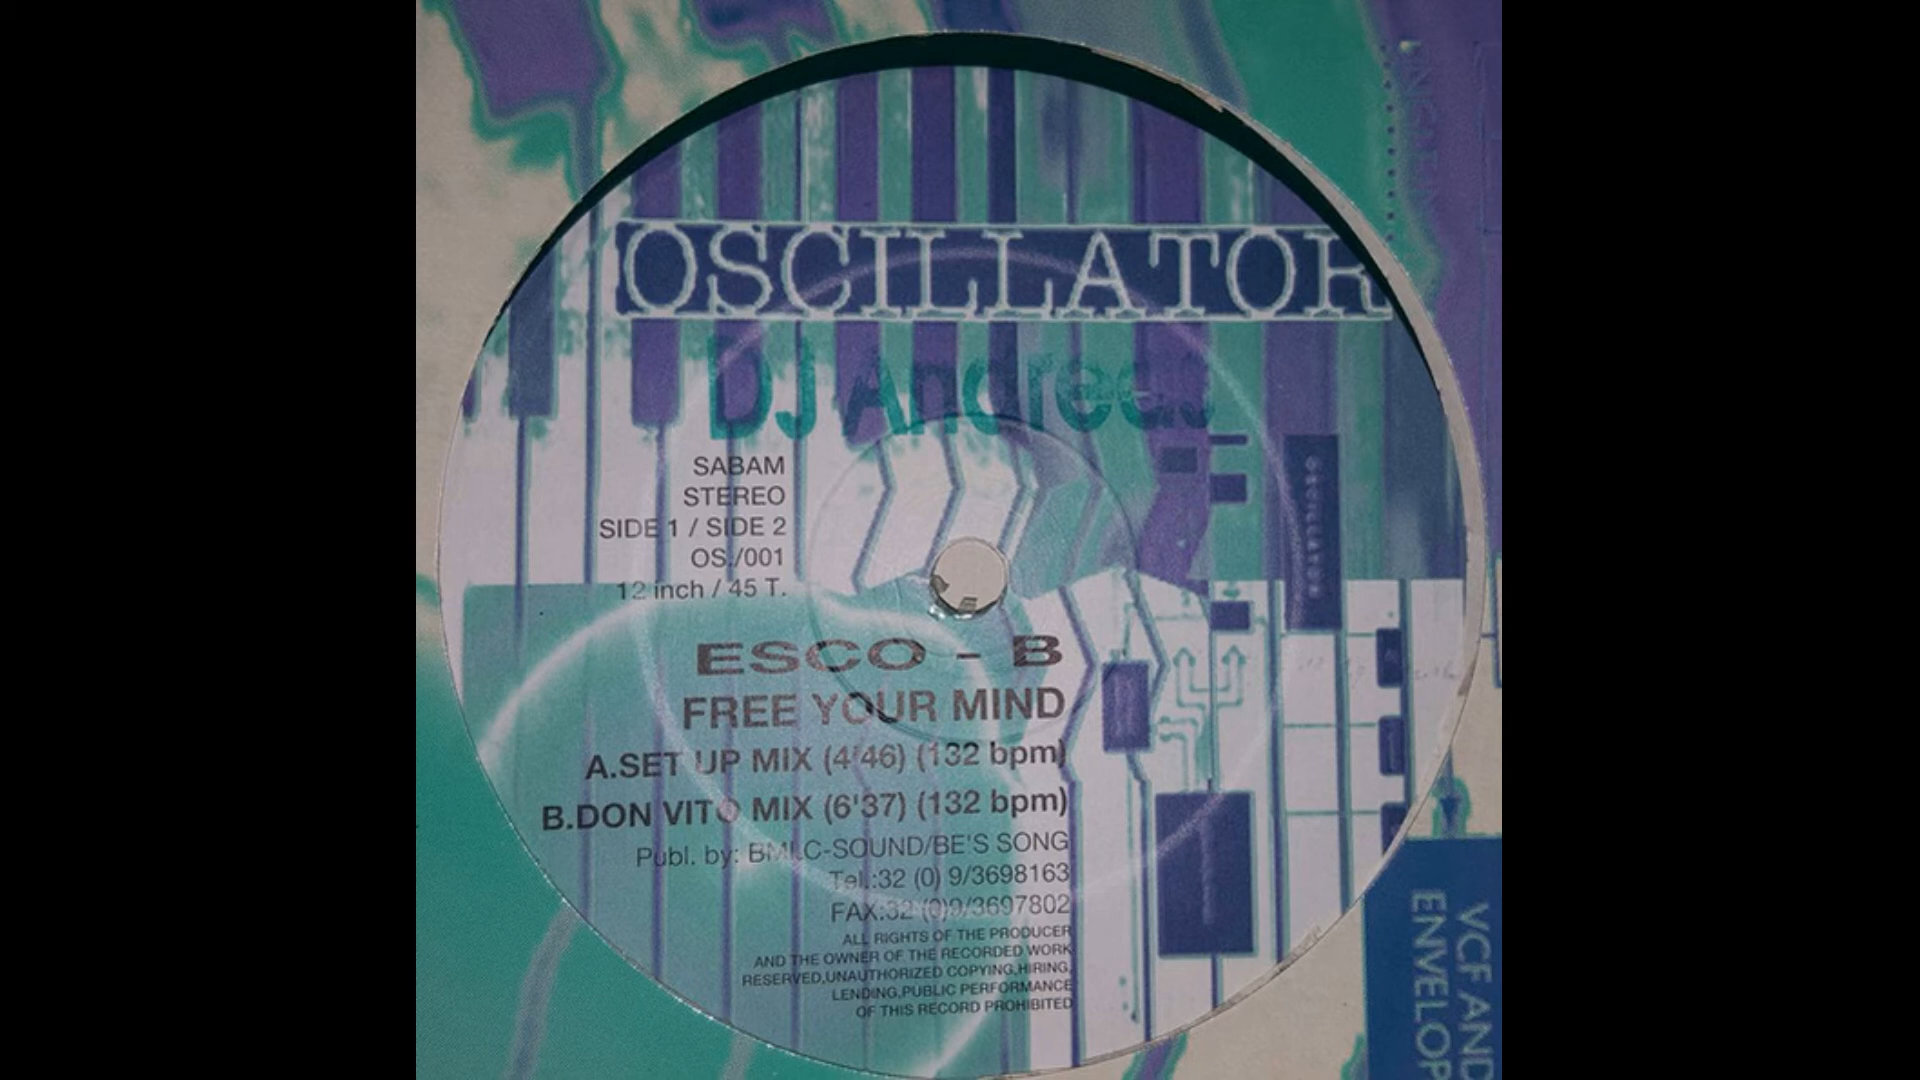 OSCILLATOR
DJ Andreas
SABAM
STEREO
SIDE 1 / SIDE 2
OS./001
12 inch / 45 T.
ESCO - B
FREE YOUR MIND
A.SET UP MIX (4'46) (132 bpm)
B.DON VITO MIX (6'37) (132 bpm)
Publ. by: BMLC-SOUND/BE'S SONG
Tel.:32 (0) 9/3698163
FAX:32 (0)9/3697802
ALL RIGHTS OF THE PRODUCER
AND THE OWNER OF THE RECORDED WORK
RESERVED,UNAUTHORIZED COPYING,HIRING,
LENDING,PUBLIC PERFORMANCE
OF THIS RECORD PROHIBITED
OSCILLATOR
VCF AND
ENVELOP